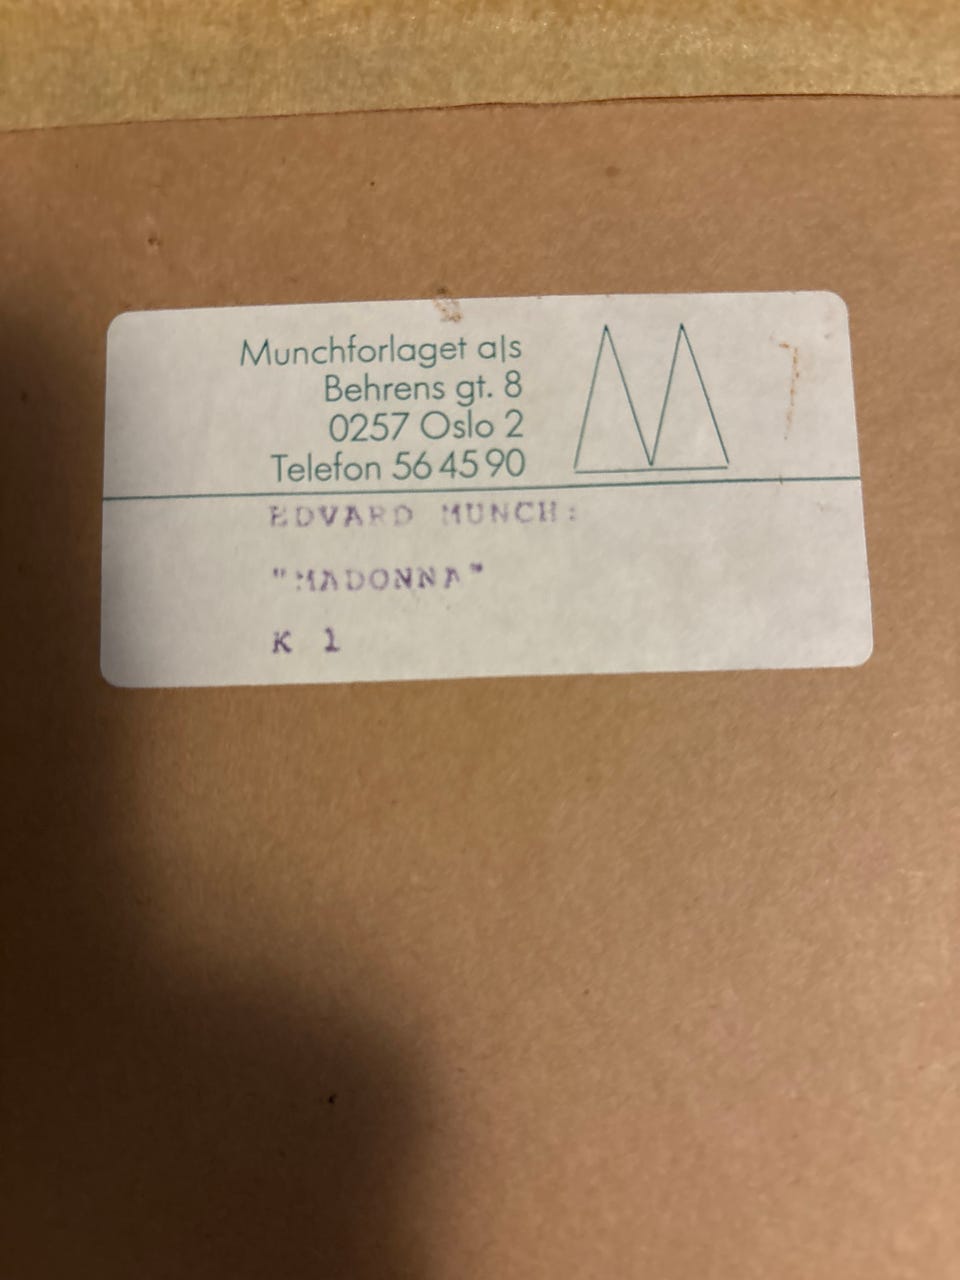 Munchforlaget a|s
Behrens gt. 8
0257 Oslo 2
Telefon 56 45 90
EDVARD MUNCH:
"MADONNA"
K 1